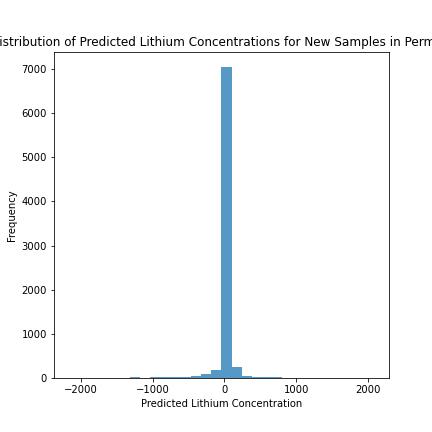 istribution of Predicted Lithium Concentrations for New Samples in Perm
7000
6000
5000
4000
3000
2000
1000
0
Frequency
−2000 −1000 0 1000 2000
Predicted Lithium Concentration